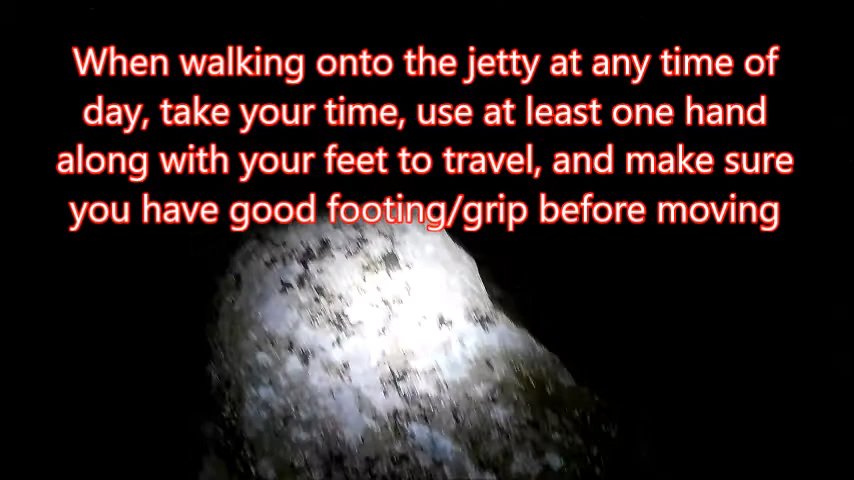 When walking onto the jetty at any time of
day, take your time, use at least one hand
along with your feet to travel, and make sure
you have good footing/grip before moving